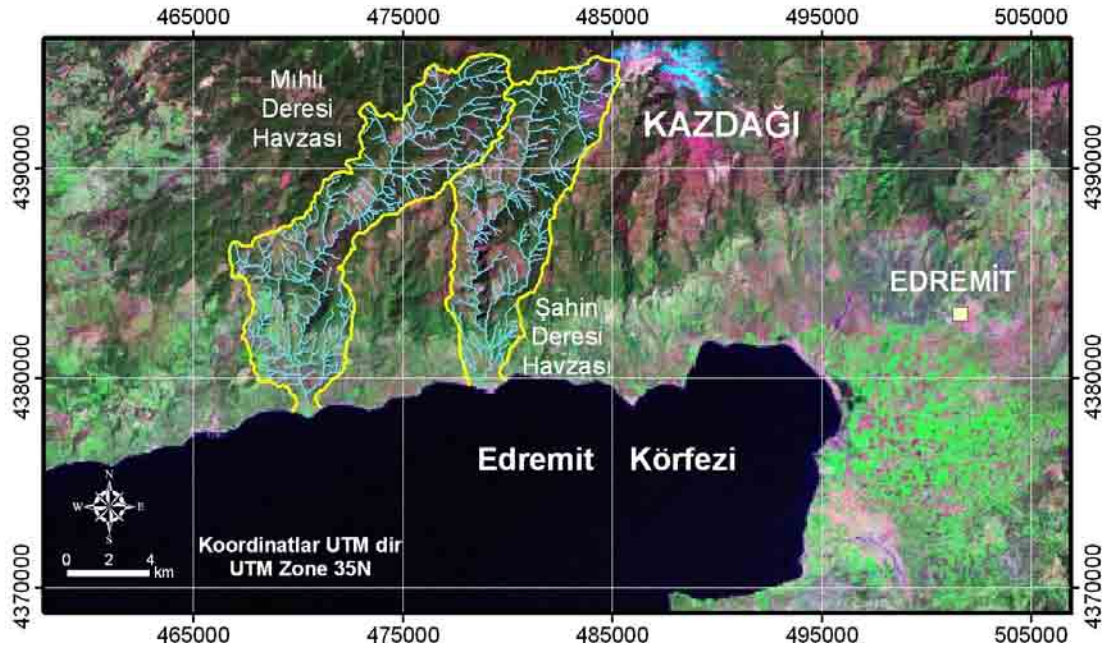 465000 475000 485000 495000 505000
Mıhlı
Deresi
Havzası
KAZDAĞI
4390000 4390000
EDREMİT
Şahin
Deresi
Havzası
4380000 4380000
Edremit Körfezi
N
W E
S
Koordinatlar UTM dir
UTM Zone 35N
0 2 4
km
4370000 4370000
465000 475000 485000 495000 505000